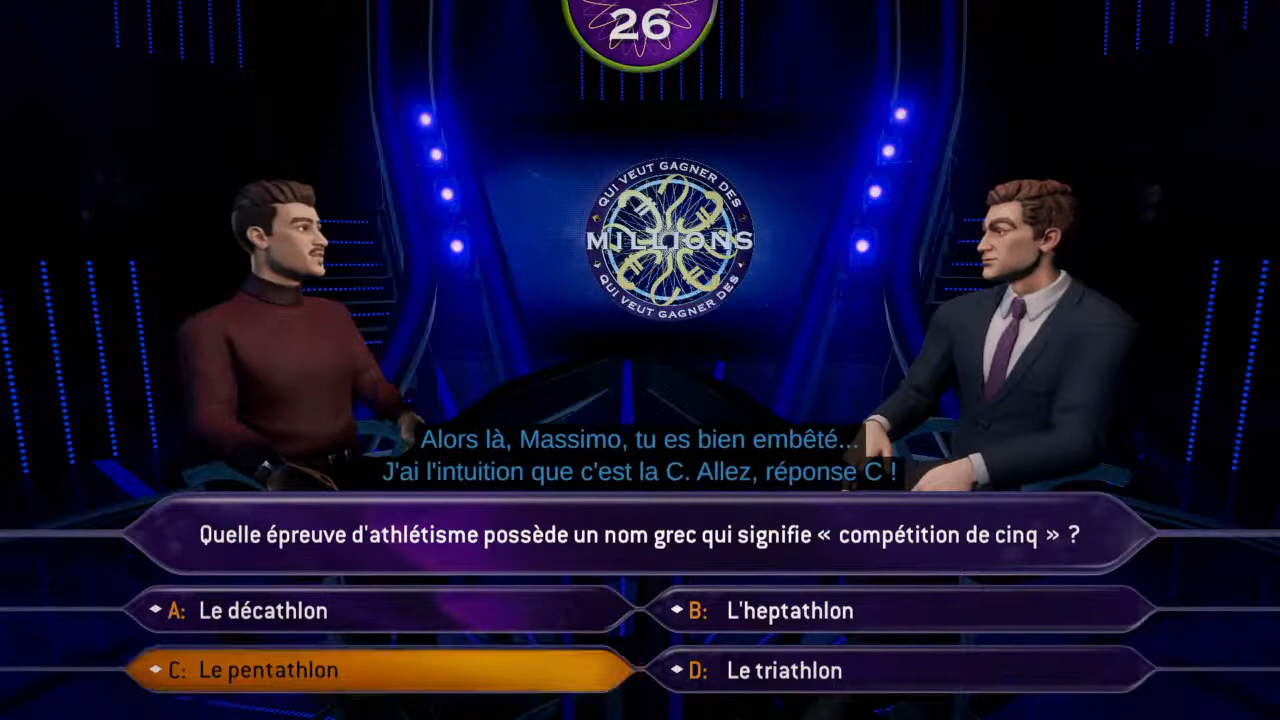 26
QUI VEUT GAGNER DES
MILLIONS
QUI VEUT GAGNER DES
Alors là, Massimo, tu es bien embêté...
J'ai l'intuition que c'est la C. Allez, réponse C !
Quelle épreuve d'athlétisme possède un nom grec qui signifie « compétition de cinq » ?
A: Le décathlon
B: L'heptathlon
C: Le pentathlon
D: Le triathlon